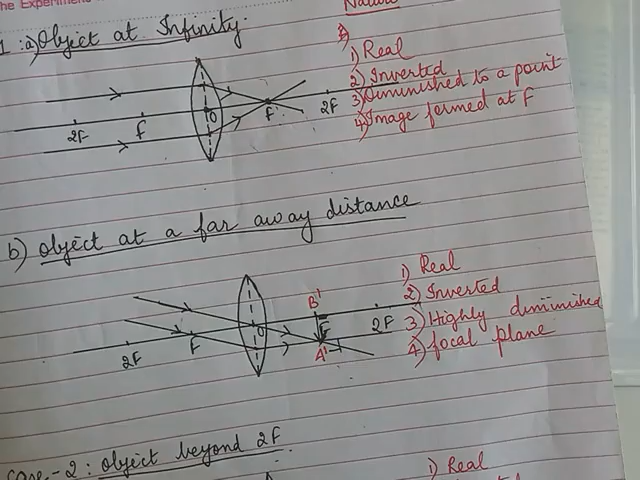 The Experiment
Nature
1. a) Object at Infinity.
1) Real
2) Inverted
3) Diminished to a point
4) Image formed at F
2F F O F 2F
b) Object at a far away distance
1) Real
2) Inverted
3) Highly diminished
4) focal plane
B'
2F F O F 2F
A'
Case-2: Object beyond 2F
1) Real